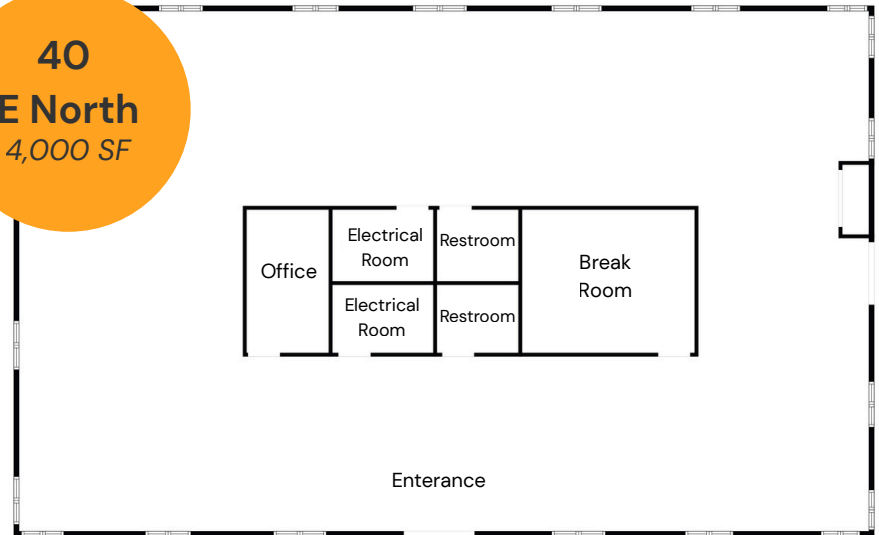 40
E North
4,000 SF
Office
Electrical
Room
Restroom
Break
Room
Electrical
Room
Restroom
Enterance